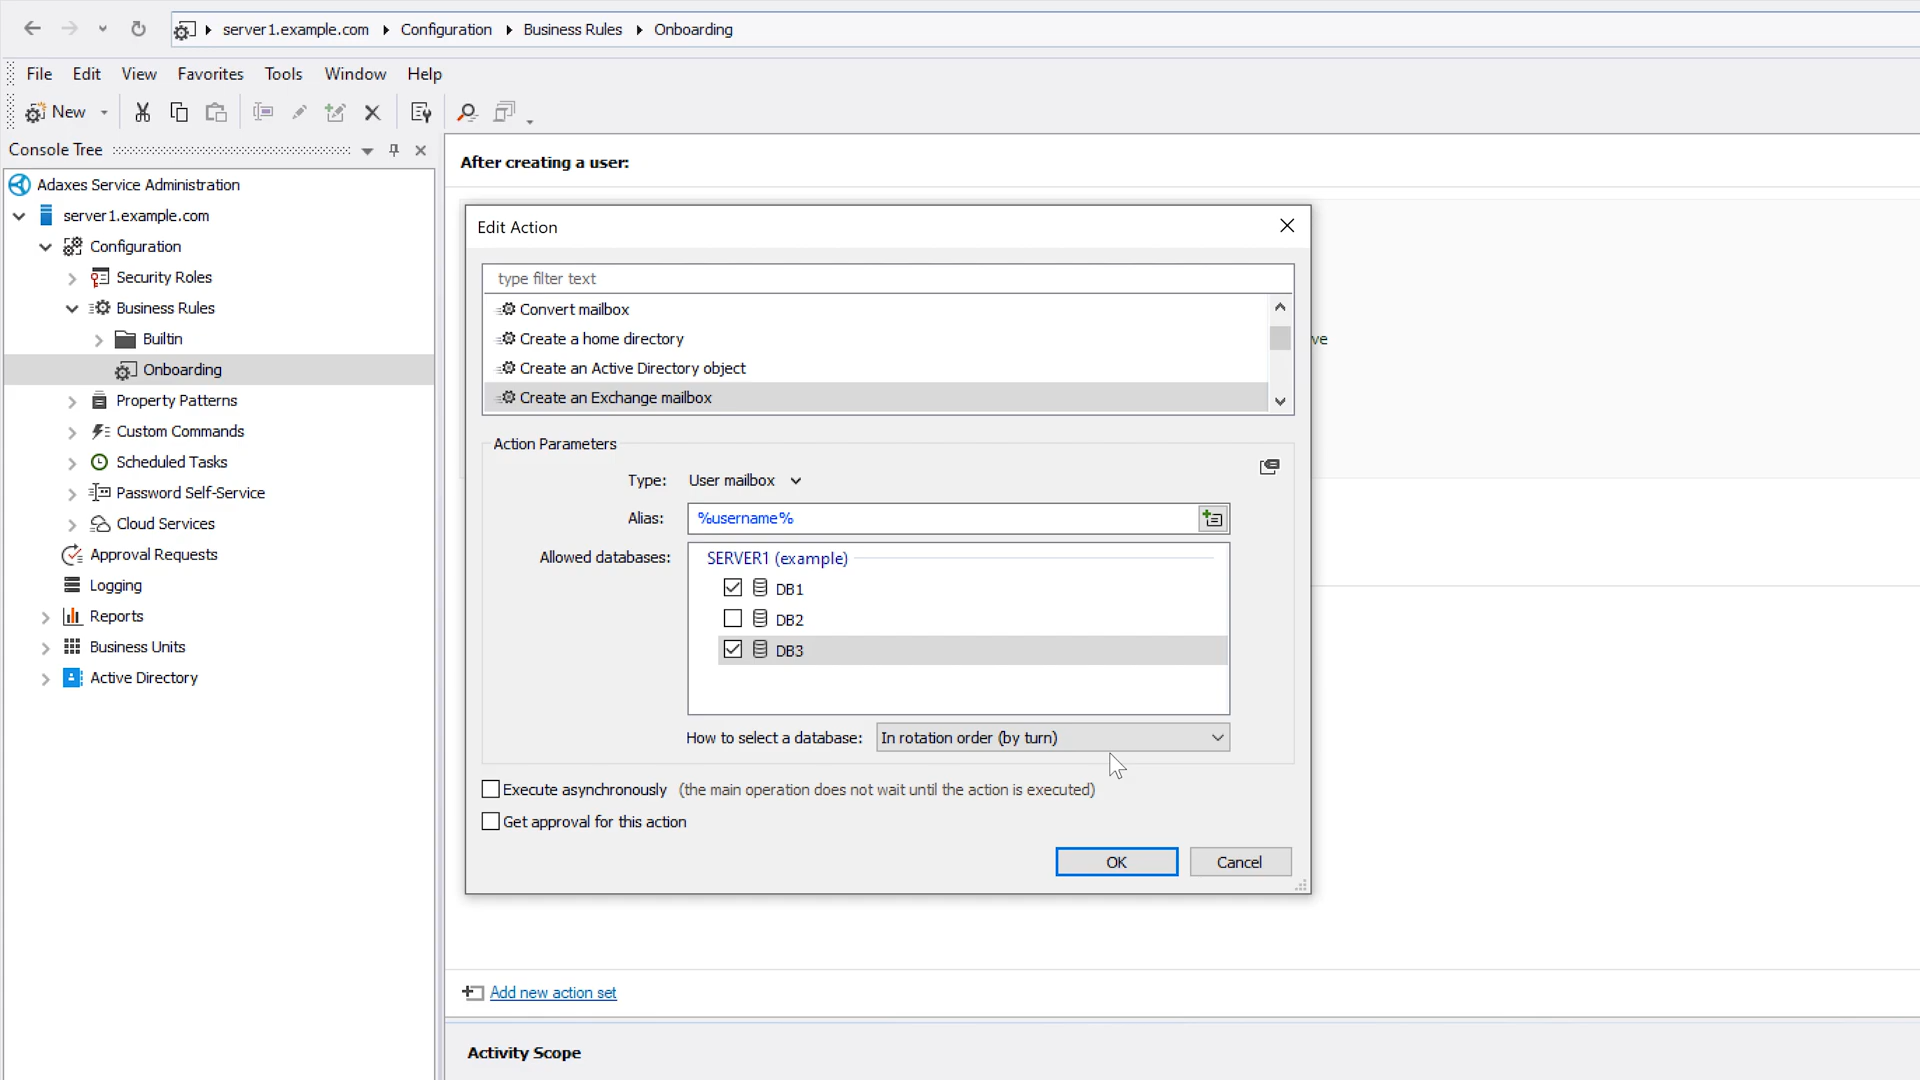 server1.example.com Configuration Business Rules Onboarding
File Edit View Favorites Tools Window Help
New
Console Tree
Adaxes Service Administration
server1.example.com
Configuration
Security Roles
Business Rules
Builtin
Onboarding
Property Patterns
Custom Commands
Scheduled Tasks
Password Self-Service
Cloud Services
Approval Requests
Logging
Reports
Business Units
Active Directory
After creating a user:
Edit Action
type filter text
Convert mailbox
Create a home directory
Create an Active Directory object
Create an Exchange mailbox
ve
Action Parameters
Type: User mailbox
Alias: %username%
Allowed databases: SERVER1 (example)
DB1
DB2
DB3
How to select a database: In rotation order (by turn)
Execute asynchronously (the main operation does not wait until the action is executed)
Get approval for this action
OK Cancel
Add new action set
Activity Scope